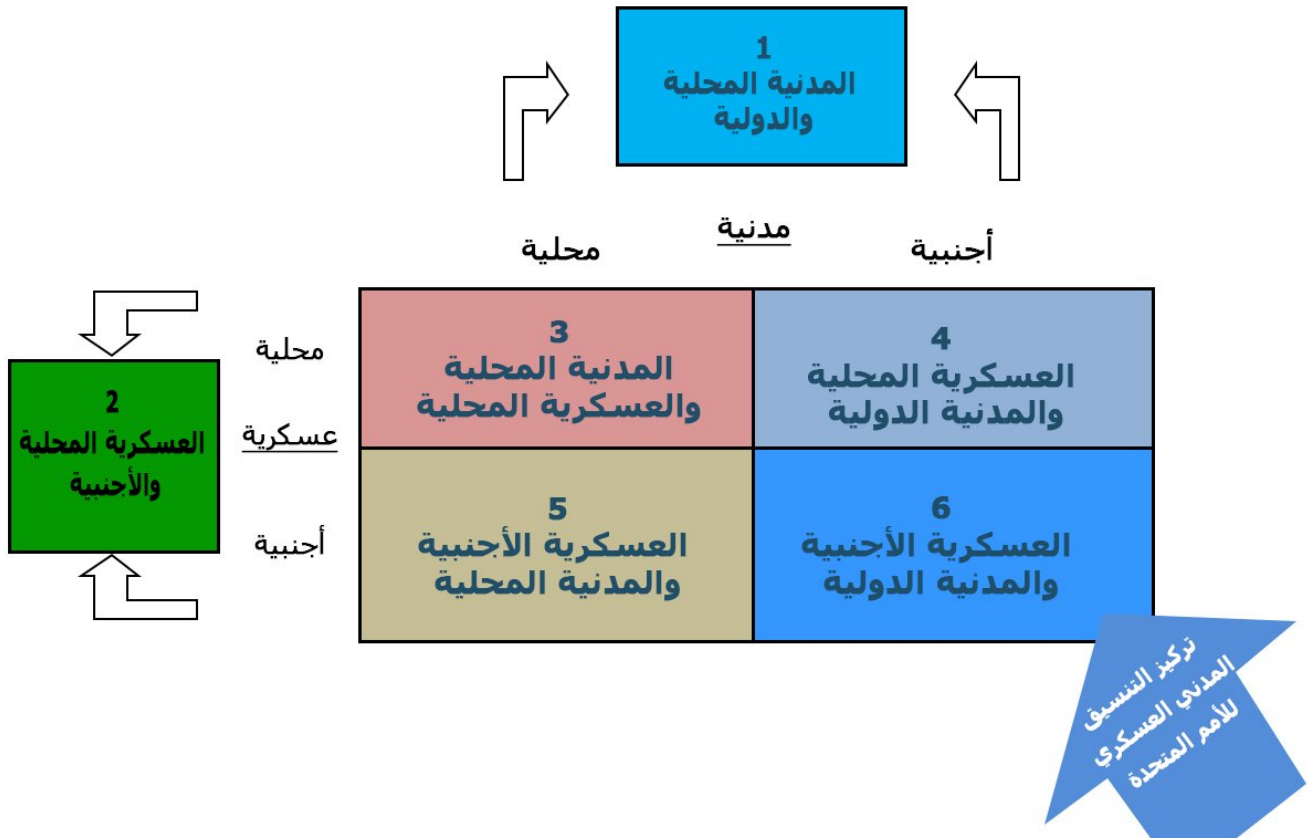 1
المدنية المحلية
والدولية
مدنية
محلية
أجنبية
محلية
عسكرية
أجنبية
2
العسكرية المحلية
والأجنبية
3
المدنية المحلية
والعسكرية المحلية
4
العسكرية المحلية
والمدنية الدولية
5
العسكرية الأجنبية
والمدنية المحلية
6
العسكرية الأجنبية
والمدنية الدولية
تركيز التنسيق
المدني العسكري
للأمم المتحدة